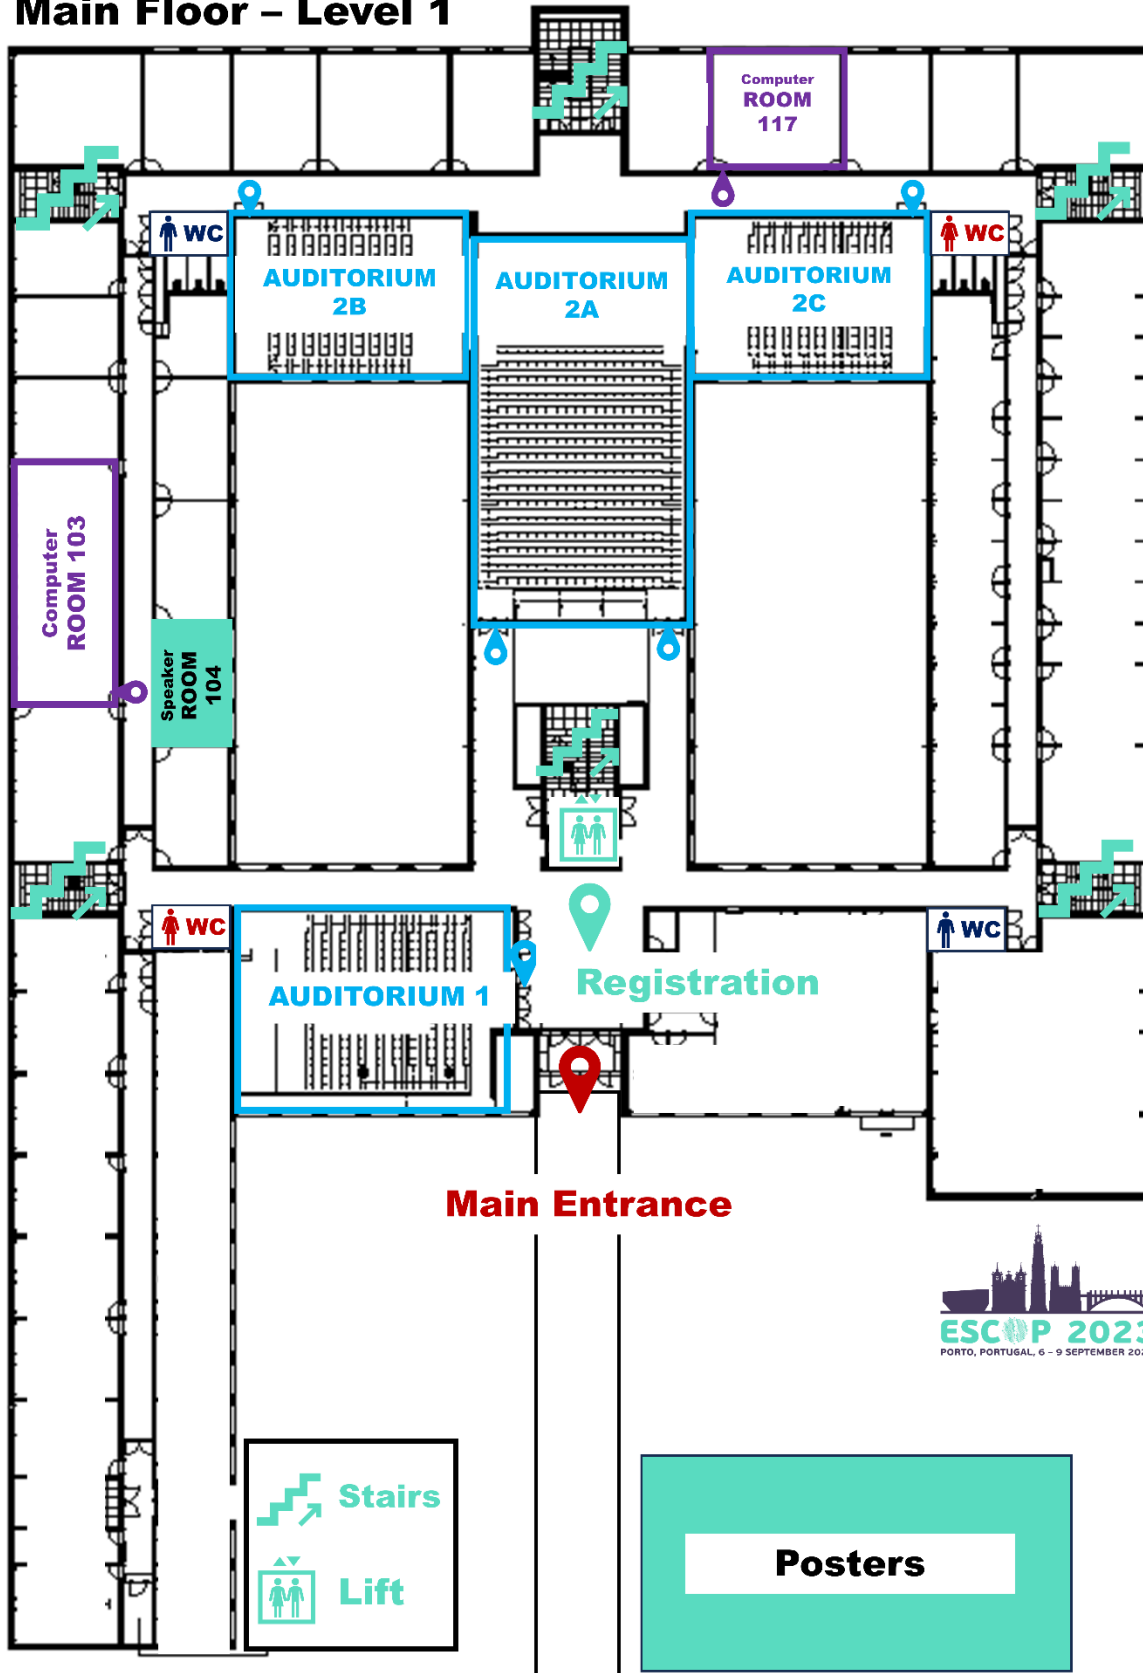 Main Floor – Level 1
Computer
ROOM
117
WC
WC
AUDITORIUM
2B
AUDITORIUM
2A
AUDITORIUM
2C
Computer
ROOM 103
Speaker
ROOM
104
WC
WC
Registration
AUDITORIUM 1
Main Entrance
ESCOP 2023
PORTO, PORTUGAL, 6 – 9 SEPTEMBER 202
Stairs
Lift
Posters